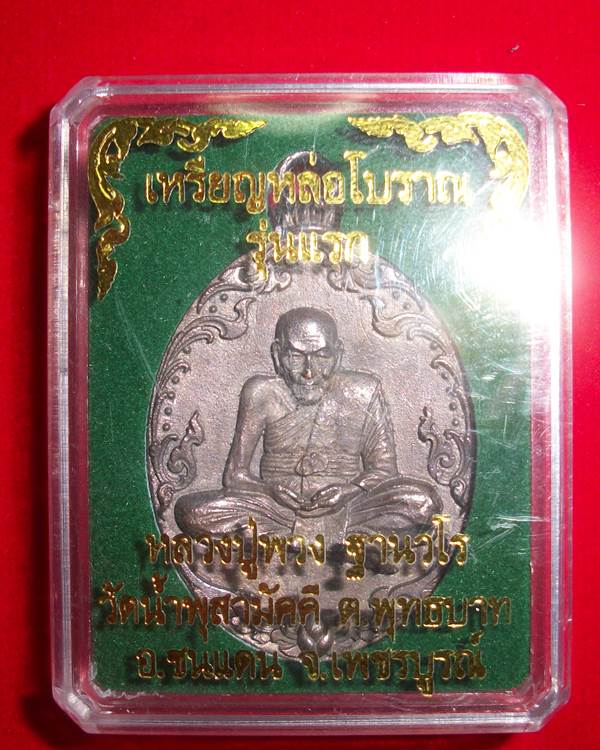 เหรียญหล่อโบราณ
รุ่นแรก
หลวงปู่พวง ฐานวโร
วัดน้ำพุสามัคคี ต.พุทธบาท
อ.ชนแดน จ.เพชรบูรณ์